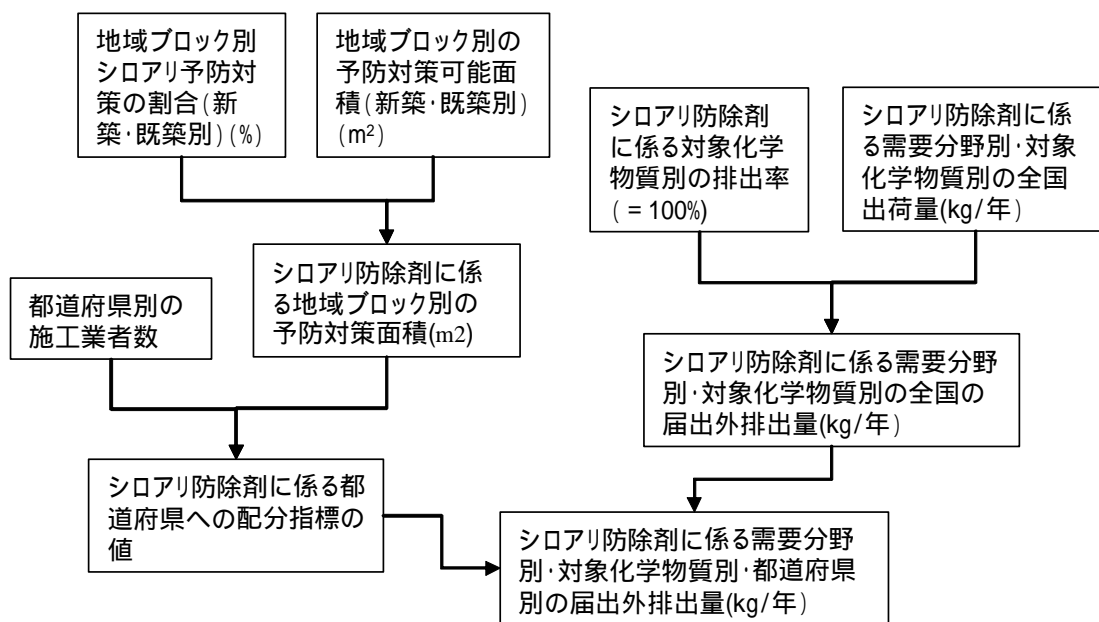 地域ブロック別
シロアリ予防対
策の割合(新
築・既築別)(%)
地域ブロック別の
予防対策可能面
積(新築・既築別)
(m²)
シロアリ防除剤
に係る対象化学
物質別の排出率
(=100%)
シロアリ防除剤に係
る需要分野別・対象
化学物質別の全国
出荷量(kg/年)
都道府県別の
施工業者数
シロアリ防除剤に係
る地域ブロック別の
予防対策面積(m2)
シロアリ防除剤に係る需要分野
別・対象化学物質別の全国の
届出外排出量(kg/年)
シロアリ防除剤に係る都
道府県への配分指標の
値
シロアリ防除剤に係る需要分野
別・対象化学物質別・都道府県
別の届出外排出量(kg/年)